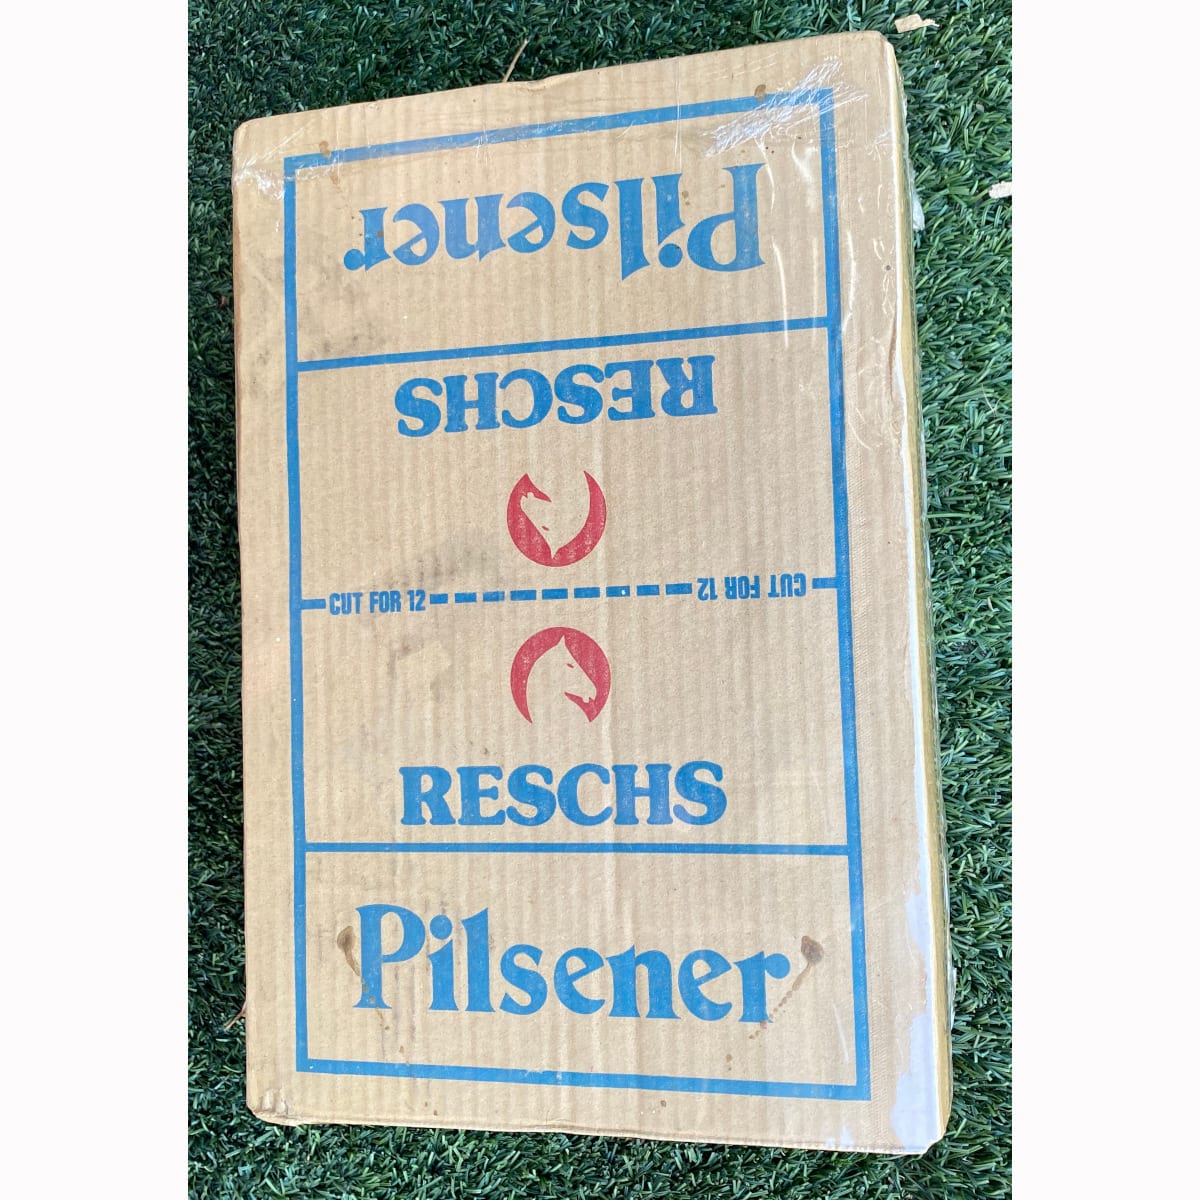 Pilsener
RESCHS
CUT FOR 12 CUT FOR 12
RESCHS
Pilsener